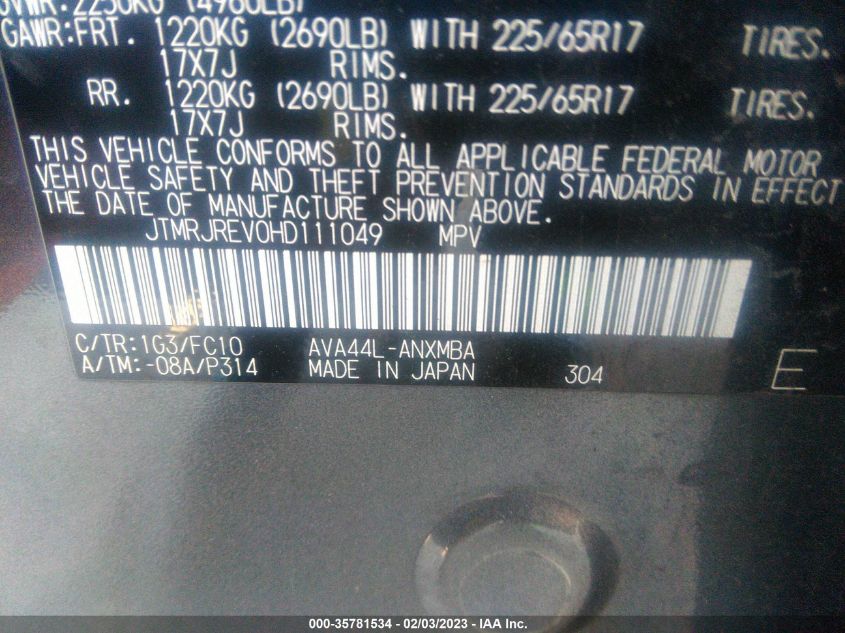 GVWR: 2250KG (4960LB)
GAWR:FRT. 1220KG (2690LB) WITH 225/65R17 TIRES.
17X7J RIMS.
RR. 1220KG (2690LB) WITH 225/65R17 TIRES.
17X7J RIMS.
THIS VEHICLE CONFORMS TO ALL APPLICABLE FEDERAL MOTOR
VEHICLE SAFETY AND THEFT PREVENTION STANDARDS IN EFFECT
THE DATE OF MANUFACTURE SHOWN ABOVE.
JTMRJREV0HD111049 MPV
C/TR:1G3/FC10 AVA44L-ANXMBA
A/TM:-08A/P314 MADE IN JAPAN 304 E
000-35781534 - 02/03/2023 - IAA Inc.